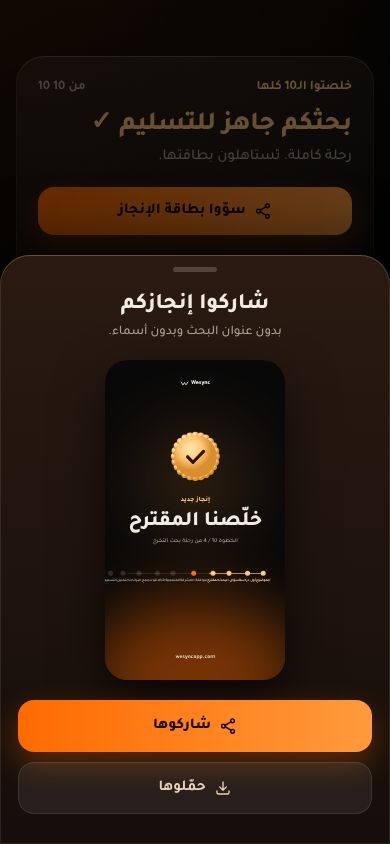 خلصتوا الـ10 كلها
10 من 10
بحثكم جاهز للتسليم ✓
رحلة كاملة. تستاهلون بطاقتها.
سوّوا بطاقة الإنجاز
شاركوا إنجازكم
بدون عنوان البحث وبدون أسماء.
Wesync
إنجاز جديد
خلّصنا المقترح
الخطوة 4 / 10 من رحلة بحث التخرج
wesyncapp.com
شاركوها
حمّلوها